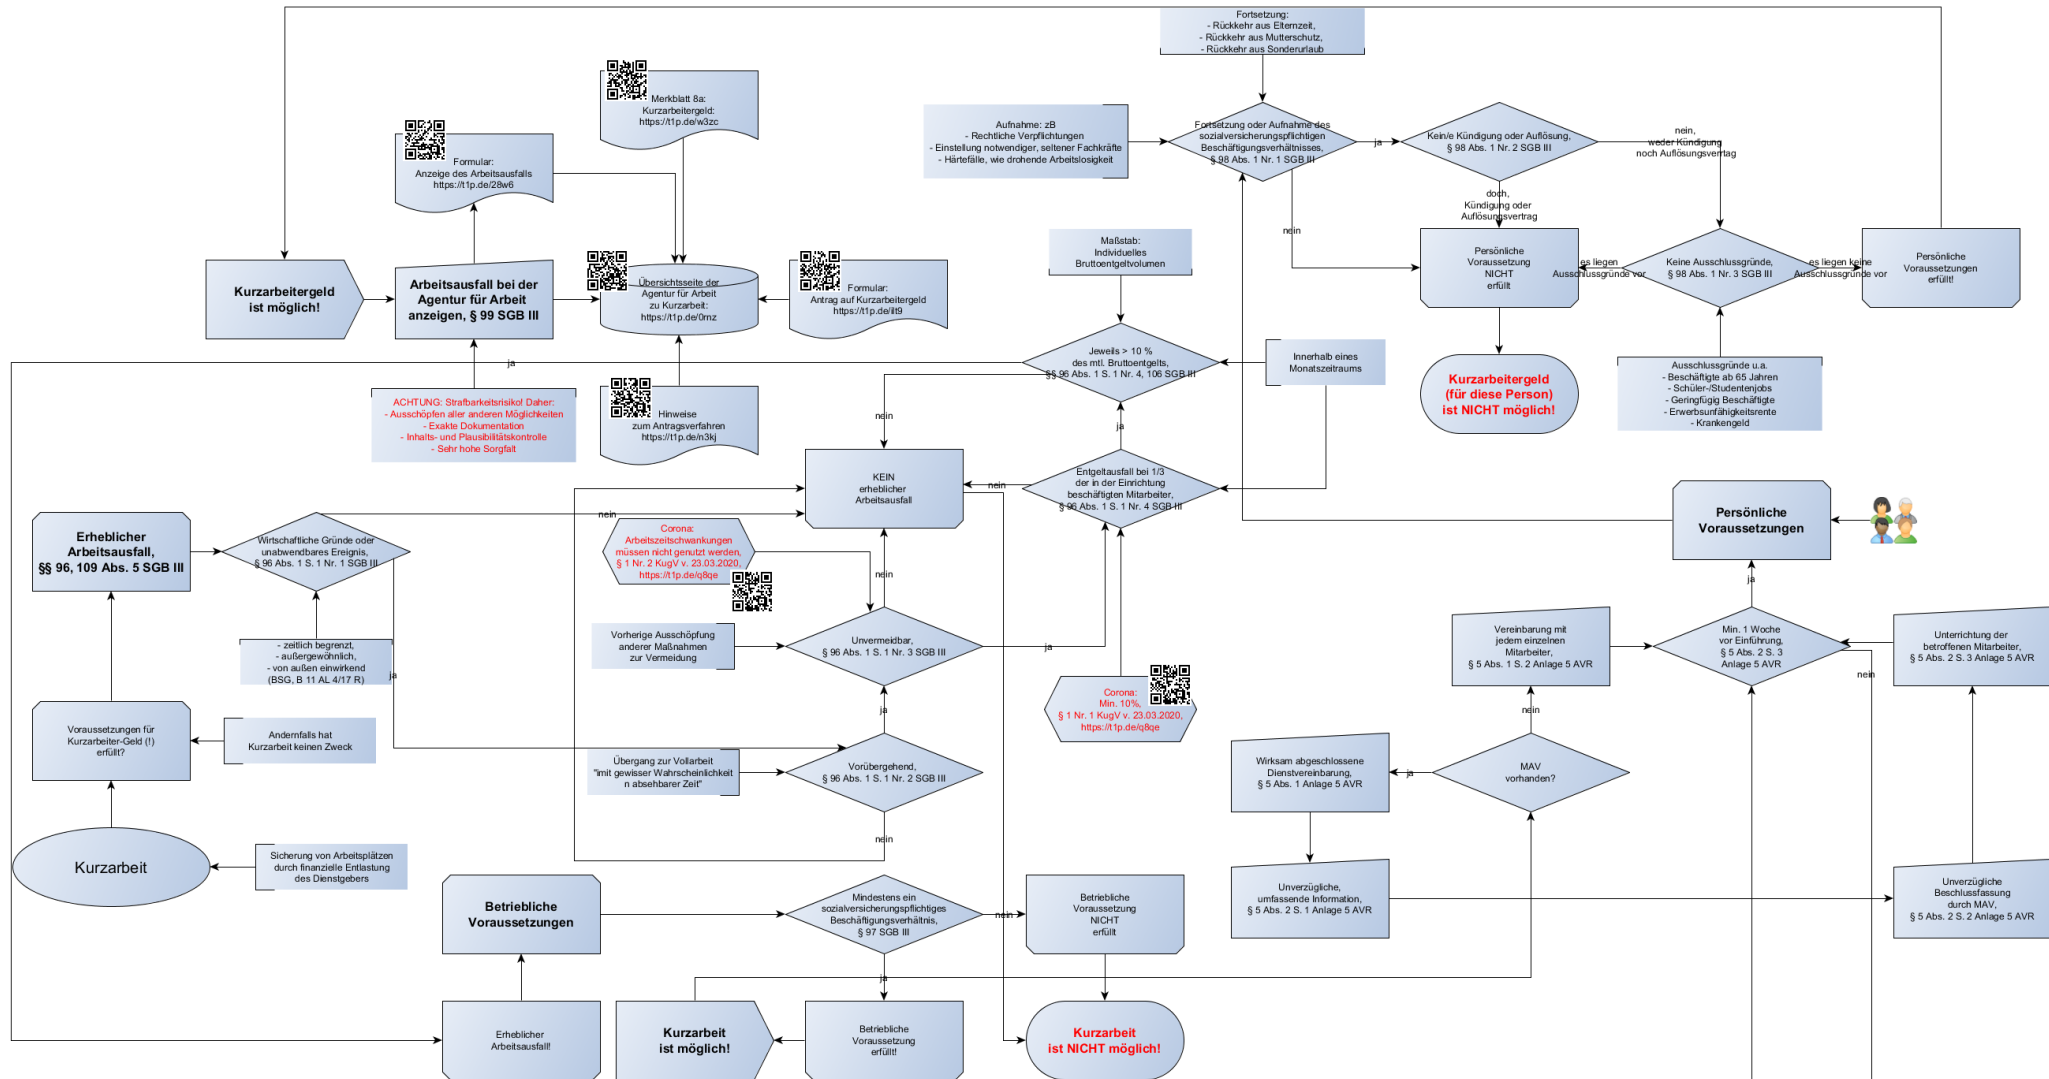 Fortsetzung:
- Rückkehr aus Elternzeit,
- Rückkehr aus Mutterschutz,
- Rückkehr aus Sonderurlaub
Merkblatt 8a:
Kurzarbeitergeld:
https://t1p.de/w3zc
Formular:
Anzeige des Arbeitsausfalls
https://t1p.de/28w6
Aufnahme: zB
- Rechtliche Verpflichtungen
- Einstellung notwendiger, seltener Fachkräfte
- Härtefälle, wie drohende Arbeitslosigkeit
Fortsetzung oder Aufnahme des
sozialversicherungspflichtigen
Beschäftigungsverhältnisses,
§ 98 Abs. 1 Nr. 1 SGB III
ja
Kein/e Kündigung oder Auflösung,
§ 98 Abs. 1 Nr. 2 SGB III
nein,
weder Kündigung
noch Auflösungsvertrag
doch,
Kündigung oder
Auflösungsvertrag
nein
Maßstab:
Individuelles
Bruttoentgeltvolumen
Persönliche
Voraussetzung
NICHT
erfüllt
es liegen
Ausschlussgründe vor
Keine Ausschlussgründe,
§ 98 Abs. 1 Nr. 3 SGB III
es liegen keine
Ausschlussgründe vor
Persönliche
Voraussetzungen
erfüllt!
Kurzarbeitergeld
ist möglich!
Arbeitsausfall bei der
Agentur für Arbeit
anzeigen, § 99 SGB III
Übersichtsseite der
Agentur für Arbeit
zu Kurzarbeit:
https://t1p.de/0rnz
Formular:
Antrag auf Kurzarbeitergeld
https://t1p.de/ilt9
ja
Jeweils > 10 %
des mtl. Bruttoentgelts,
§§ 96 Abs. 1 S. 1 Nr. 4, 106 SGB III
Innerhalb eines
Monatszeitraums
Kurzarbeitergeld
(für diese Person)
ist NICHT möglich!
Ausschlussgründe u.a.
- Beschäftigte ab 65 Jahren
- Schüler-/Studentenjobs
- Geringfügig Beschäftigte
- Erwerbsunfähigkeitsrente
- Krankengeld
ACHTUNG: Strafbarkeitsrisiko! Daher:
- Ausschöpfen aller anderen Möglichkeiten
- Exakte Dokumentation
- Inhalts- und Plausibilitätskontrolle
- Sehr hohe Sorgfalt
Hinweise
zum Antragsverfahren
https://t1p.de/n3kj
nein
ja
KEIN
erheblicher
Arbeitsausfall
nein
Entgeltausfall bei 1/3
der in der Einrichtung
beschäftigten Mitarbeiter,
§ 96 Abs. 1 S. 1 Nr. 4 SGB III
Persönliche
Voraussetzungen
Erheblicher
Arbeitsausfall,
§§ 96, 109 Abs. 5 SGB III
Wirtschaftliche Gründe oder
unabwendbares Ereignis,
§ 96 Abs. 1 S. 1 Nr. 1 SGB III
nein
Corona:
Arbeitszeitschwankungen
müssen nicht genutzt werden,
§ 1 Nr. 2 KugV v. 23.03.2020,
https://t1p.de/q8qe
nein
ja
- zeitlich begrenzt,
- außergewöhnlich,
- von außen einwirkend
(BSG, B 11 AL 4/17 R)
ja
Vorherige Ausschöpfung
anderer Maßnahmen
zur Vermeidung
Unvermeidbar,
§ 96 Abs. 1 S. 1 Nr. 3 SGB III
ja
Vereinbarung mit
jedem einzelnen
Mitarbeiter,
§ 5 Abs. 1 S. 2 Anlage 5 AVR
Min. 1 Woche
vor Einführung,
§ 5 Abs. 2 S. 3
Anlage 5 AVR
nein
Unterrichtung der
betroffenen Mitarbeiter,
§ 5 Abs. 2 S. 3 Anlage 5 AVR
Corona:
Min. 10%,
§ 1 Nr. 1 KugV v. 23.03.2020,
https://t1p.de/q8qe
ja
nein
Voraussetzungen für
Kurzarbeiter-Geld (!)
erfüllt?
Andernfalls hat
Kurzarbeit keinen Zweck
Übergang zur Vollarbeit
"imit gewisser Wahrscheinlichkeit
n absehbarer Zeit"
Vorübergehend,
§ 96 Abs. 1 S. 1 Nr. 2 SGB III
Wirksam abgeschlossene
Dienstvereinbarung,
§ 5 Abs. 1 Anlage 5 AVR
ja
MAV
vorhanden?
nein
Kurzarbeit
Sicherung von Arbeitsplätzen
durch finanzielle Entlastung
des Dienstgebers
Betriebliche
Voraussetzungen
Mindestens ein
sozialversicherungspflichtiges
Beschäftigungsverhältnis,
§ 97 SGB III
nein
Betriebliche
Voraussetzung
NICHT
erfüllt
Unverzügliche,
umfassende Information,
§ 5 Abs. 2 S. 1 Anlage 5 AVR
Unverzügliche
Beschlussfassung
durch MAV,
§ 5 Abs. 2 S. 2 Anlage 5 AVR
ja
Erheblicher
Arbeitsausfall!
Kurzarbeit
ist möglich!
Betriebliche
Voraussetzung
erfüllt!
Kurzarbeit
ist NICHT möglich!